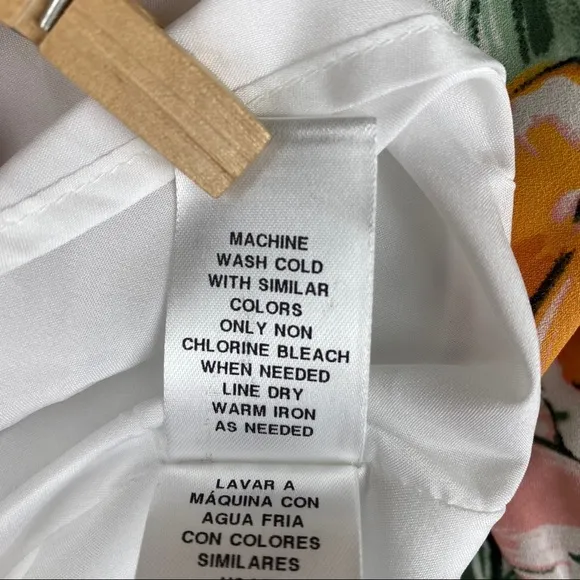 MACHINE
WASH COLD
WITH SIMILAR
COLORS
ONLY NON
CHLORINE BLEACH
WHEN NEEDED
LINE DRY
WARM IRON
AS NEEDED
LAVAR A
MÁQUINA CON
AGUA FRIA
CON COLORES
SIMILARES